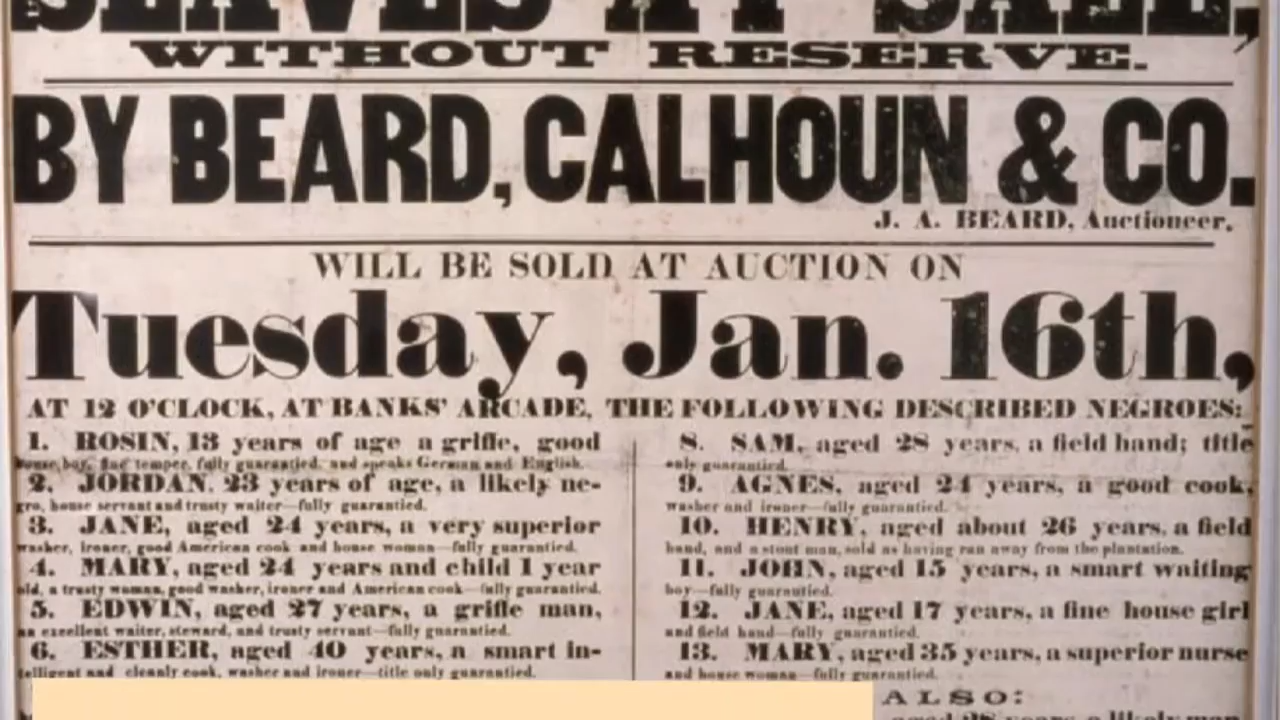 SLAVES AT SALE,
WITHOUT RESERVE.
BY BEARD, CALHOUN & CO.
J. A. BEARD, Auctioneer.
WILL BE SOLD AT AUCTION ON
Tuesday, Jan. 16th,
AT 12 O'CLOCK, AT BANKS' ARCADE, THE FOLLOWING DESCRIBED NEGROES:
1. ROSIN, 13 years of age a griffe, good
house boy, fine temper, fully guarantied, and speaks German and English.
2. JORDAN, 23 years of age, a likely ne-
gro, house servant and trusty waiter—fully guarantied.
3. JANE, aged 24 years, a very superior
washer, ironer, good American cook and house woman—fully guarantied.
4. MARY, aged 24 years and child 1 year
old, a trusty woman, good washer, ironer and American cook—fully guarantied.
5. EDWIN, aged 27 years, a griffe man,
an excellent waiter, steward, and trusty servant—fully guarantied.
6. ESTHER, aged 40 years, a smart in-
telligent and cleanly cook, washer and ironer—title only guarantied.
8. SAM, aged 28 years, a field hand; title
only guarantied.
9. AGNES, aged 24 years, a good cook,
washer and ironer—fully guarantied.
10. HENRY, aged about 26 years, a field
hand, and a stout man, sold as having ran away from the plantation.
11. JOHN, aged 15 years, a smart waiting
boy—fully guarantied.
12. JANE, aged 17 years, a fine house girl
and field hand—fully guarantied.
13. MARY, aged 35 years, a superior nurse
and house woman—fully guarantied.
ALSO:
aged 28 years, a likely man